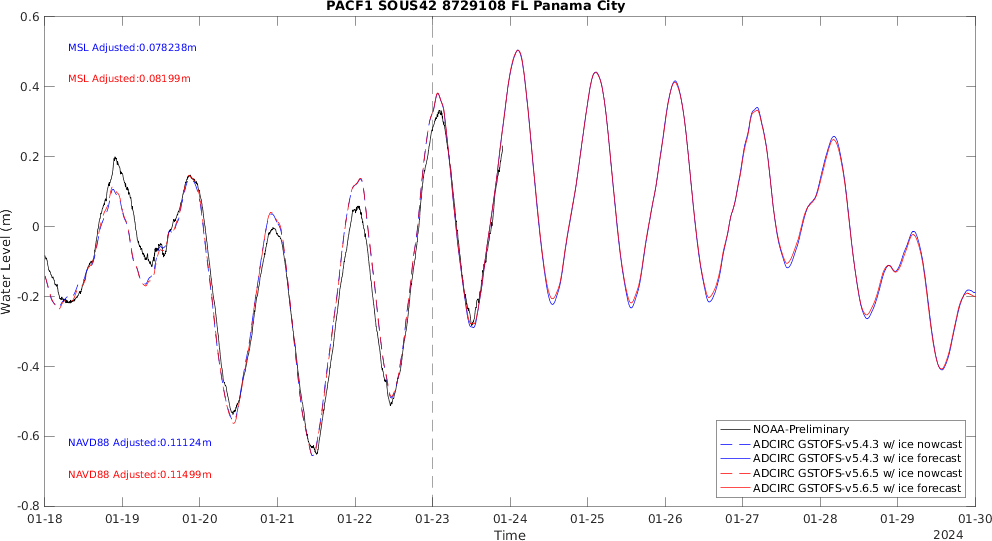 PACF1 SOUS42 8729108 FL Panama City
0.6
MSL Adjusted:0.078238m
MSL Adjusted:0.08199m
0.4
0.2
0
-0.2
-0.4
-0.6
-0.8
Water Level (m)
NAVD88 Adjusted:0.11124m
NAVD88 Adjusted:0.11499m
NOAA-Preliminary
ADCIRC GSTOFS-v5.4.3 w/ ice nowcast
ADCIRC GSTOFS-v5.4.3 w/ ice forecast
ADCIRC GSTOFS-v5.6.5 w/ ice nowcast
ADCIRC GSTOFS-v5.6.5 w/ ice forecast
01-18 01-19 01-20 01-21 01-22 01-23 01-24 01-25 01-26 01-27 01-28 01-29 01-30
Time
2024